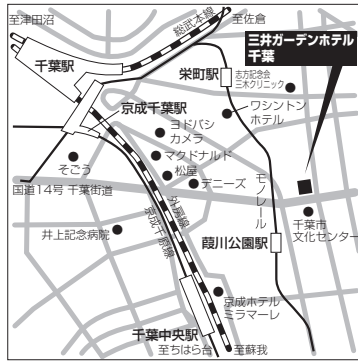 至津田沼
総武本線
至佐倉
三井ガーデンホテル
千葉
千葉駅
栄町駅
志方記念会
三木クリニック
京成千葉駅
ワシントン
ホテル
ヨドバシ
カメラ
マクドナルド
そごう
松屋
デニーズ
国道14号 千葉街道
モノレール
外房線
京成千原線
井上記念病院
千葉市
文化センター
葭川公園駅
京成ホテル
ミラマーレ
千葉中央駅
至ちはら台
至蘇我